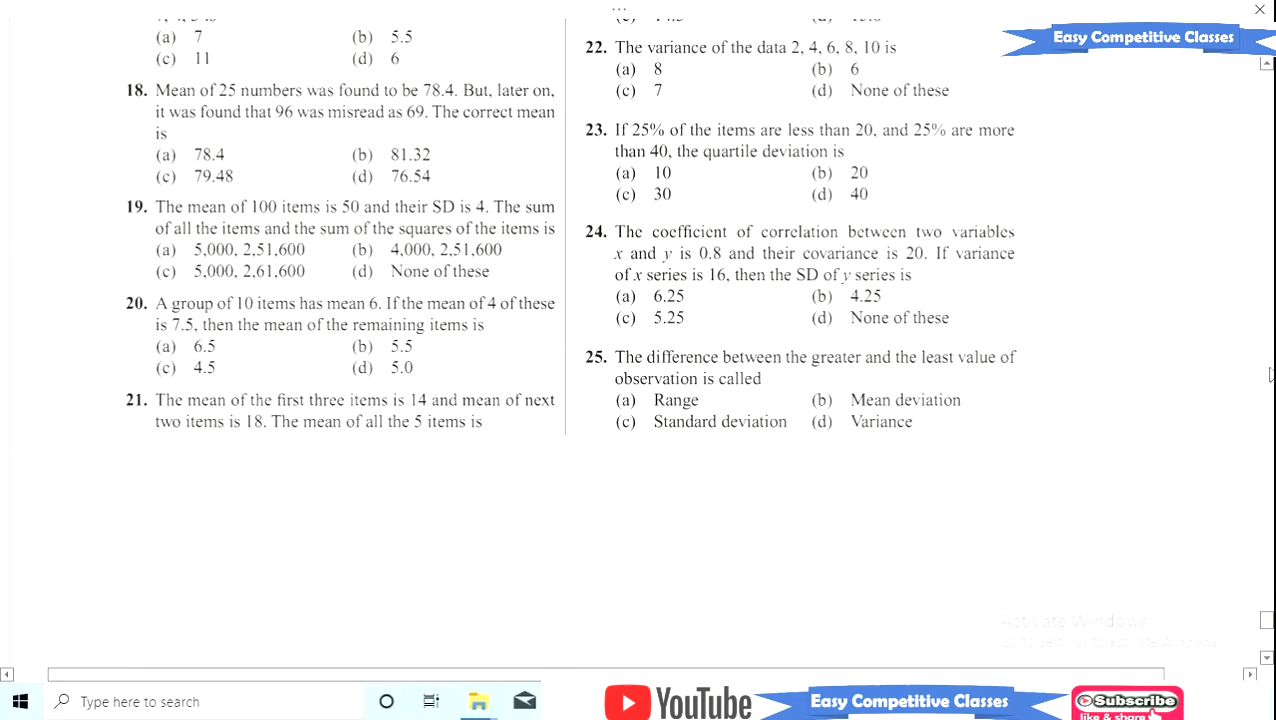 (a) 7 (b) 5.5
(c) 11 (d) 6
18. Mean of 25 numbers was found to be 78.4. But, later on,
it was found that 96 was misread as 69. The correct mean
is
(a) 78.4 (b) 81.32
(c) 79.48 (d) 76.54
19. The mean of 100 items is 50 and their SD is 4. The sum
of all the items and the sum of the squares of the items is
(a) 5,000, 2,51,600 (b) 4,000, 2,51,600
(c) 5,000, 2,61,600 (d) None of these
20. A group of 10 items has mean 6. If the mean of 4 of these
is 7.5, then the mean of the remaining items is
(a) 6.5 (b) 5.5
(c) 4.5 (d) 5.0
21. The mean of the first three items is 14 and mean of next
two items is 18. The mean of all the 5 items is
22. The variance of the data 2, 4, 6, 8, 10 is
(a) 8 (b) 6
(c) 7 (d) None of these
23. If 25% of the items are less than 20, and 25% are more
than 40, the quartile deviation is
(a) 10 (b) 20
(c) 30 (d) 40
24. The coefficient of correlation between two variables
x and y is 0.8 and their covariance is 20. If variance
of x series is 16, then the SD of y series is
(a) 6.25 (b) 4.25
(c) 5.25 (d) None of these
25. The difference between the greater and the least value of
observation is called
(a) Range (b) Mean deviation
(c) Standard deviation (d) Variance
Easy Competitive Classes
Activate Windows
Go to Settings to activate Windows.
Type here to search
YouTube
Easy Competitive Classes
Subscribe
like & share